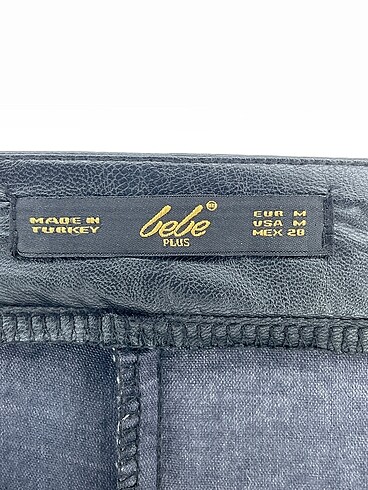 MADE IN
TURKEY
bebe®
PLUS
EUR M
USA M
MEX 28